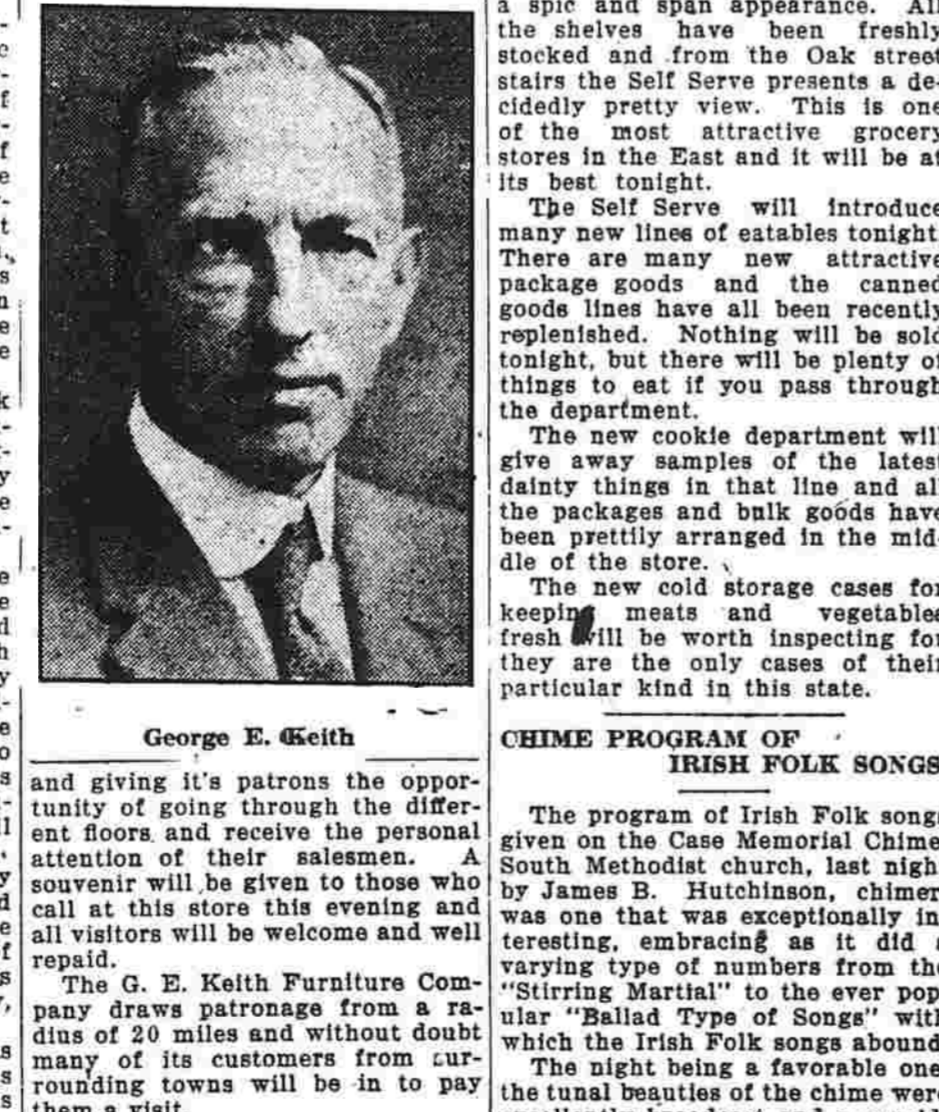 George E. Keith
and giving it's patrons the oppor-
tunity of going through the differ-
ent floors and receive the personal
attention of their salesmen. A
souvenir will be given to those who
call at this store this evening and
all visitors will be welcome and well
repaid.
The G. E. Keith Furniture Com-
pany draws patronage from a ra-
dius of 20 miles and without doubt
many of its customers from sur-
rounding towns will be in to pay
them a visit.
a spic and span appearance. All
the shelves have been freshly
stocked and from the Oak street
stairs the Self Serve presents a de-
cidedly pretty view. This is one
of the most attractive grocery
stores in the East and it will be at
its best tonight.
The Self Serve will introduce
many new lines of eatables tonight.
There are many new attractive
package goods and the canned
goods lines have all been recently
replenished. Nothing will be sold
tonight, but there will be plenty of
things to eat if you pass through
the department.
The new cookie department will
give away samples of the latest
dainty things in that line and all
the packages and bulk goods have
been prettily arranged in the mid-
dle of the store.
The new cold storage cases for
keeping meats and vegetables
fresh will be worth inspecting for
they are the only cases of their
particular kind in this state.
CHIME PROGRAM OF
IRISH FOLK SONGS
The program of Irish Folk songs
given on the Case Memorial Chime
South Methodist church, last night
by James B. Hutchinson, chimer
was one that was exceptionally in-
teresting, embracing as it did a
varying type of numbers from the
"Stirring Martial" to the ever pop-
ular "Ballad Type of Songs" with
which the Irish Folk songs abound.
The night being a favorable one
the tunal beauties of the chime were